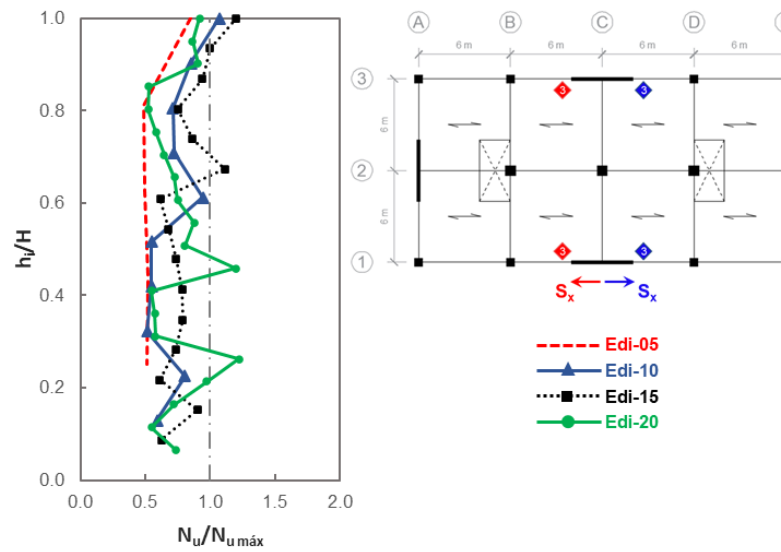 1.0
0.8
0.6
0.4
0.2
0.0
hᵢ/H
0.0 0.5 1.0 1.5 2.0
Nᵤ/Nᵤ ₘáₓ
A B C D
6 m 6 m 6 m 6 m
3
3 3
6 m
2
6 m
3 3
1
Sₓ Sₓ
Edi-05
Edi-10
Edi-15
Edi-20